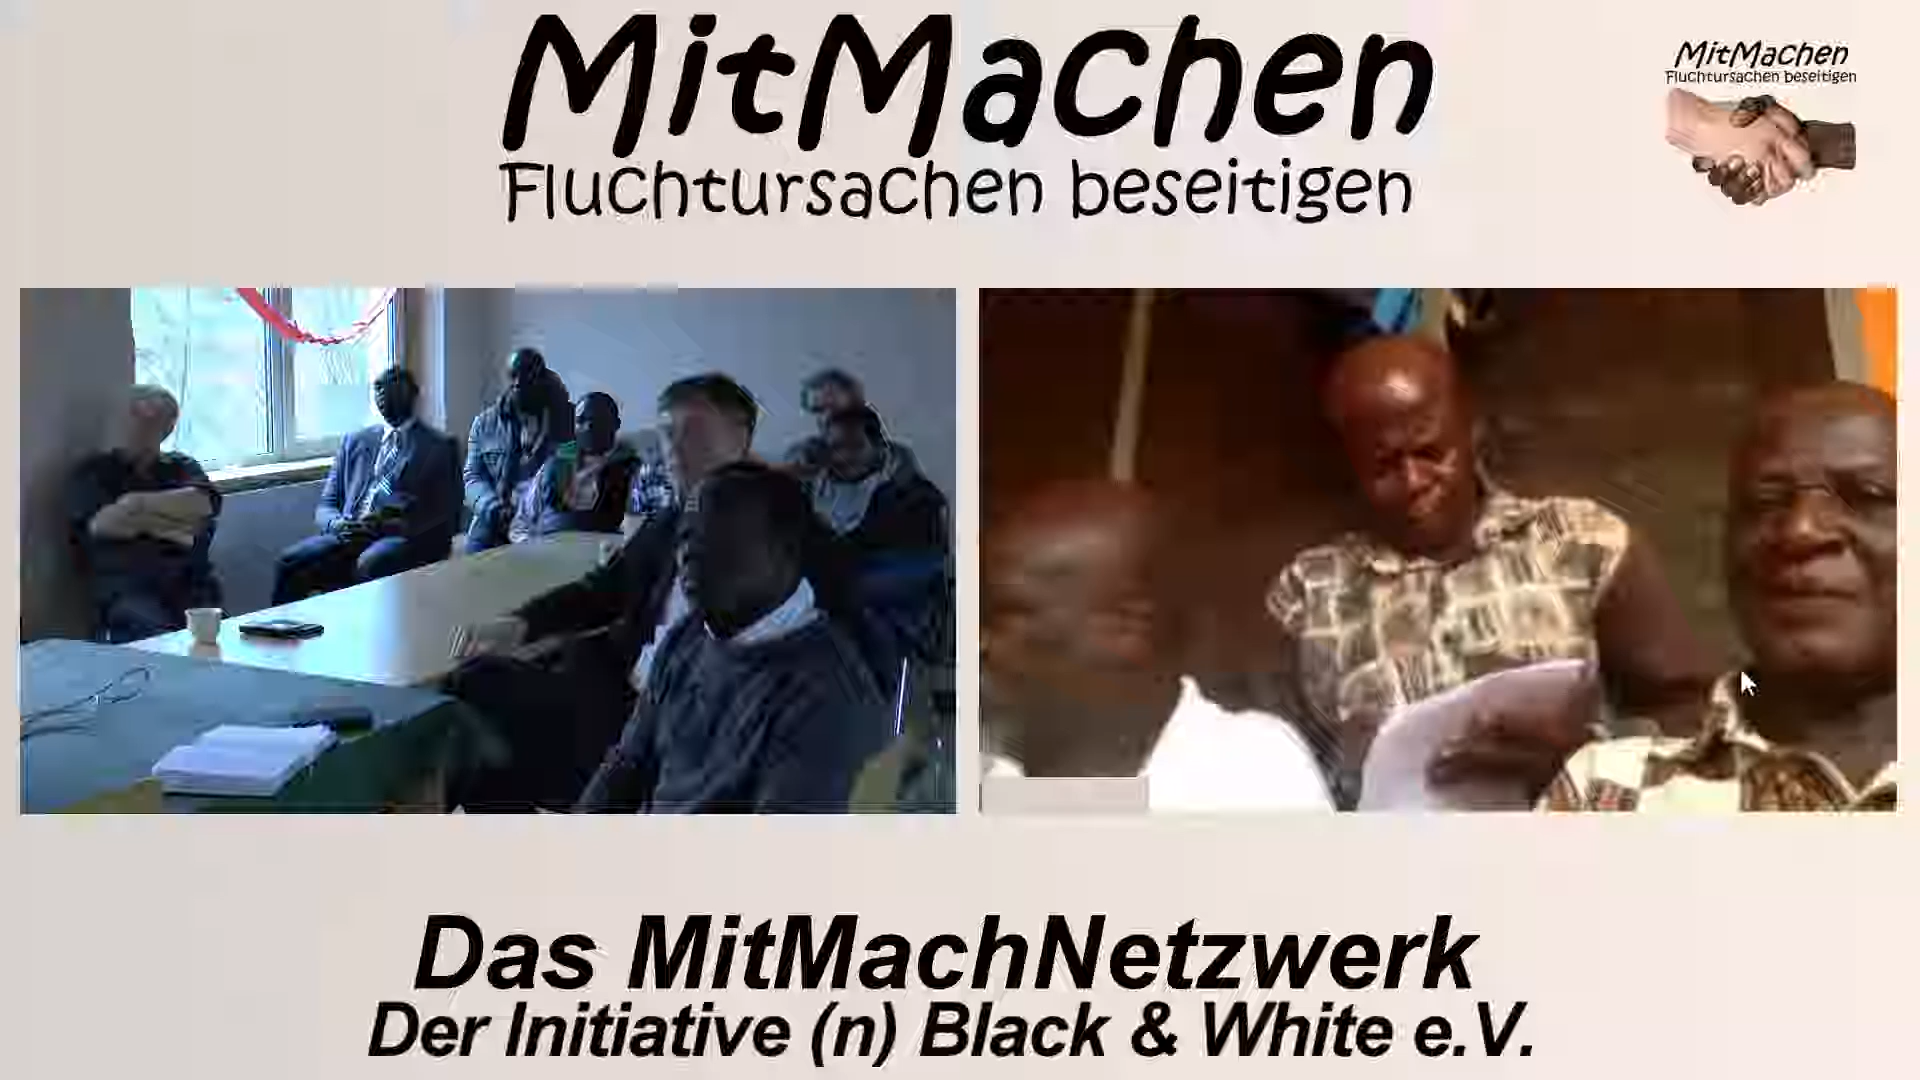 MitMachen
Fluchtursachen beseitigen
MitMachen
Fluchtursachen beseitigen
Das MitMachNetzwerk
Der Initiative (n) Black & White e.V.